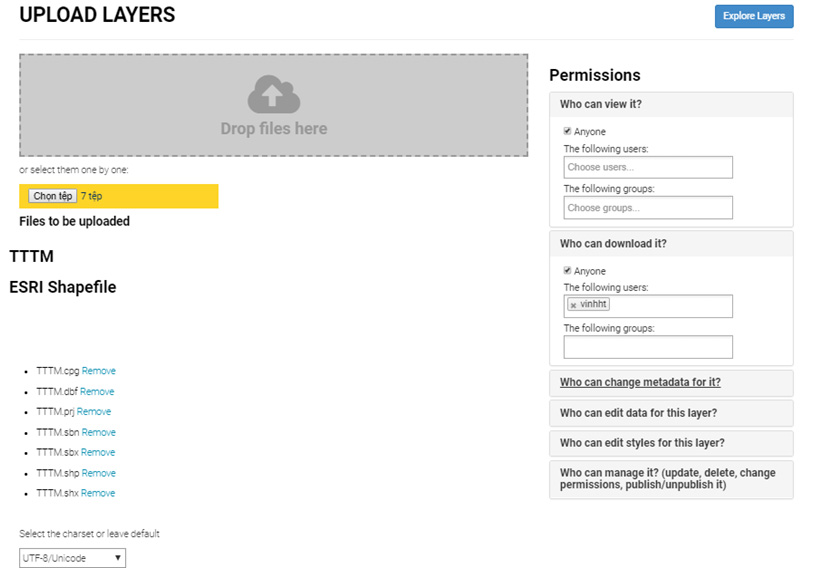 UPLOAD LAYERS
Explore Layers
Drop files here
or select them one by one:
Chọn tệp 7 tệp
Files to be uploaded
TTTM
ESRI Shapefile
TTTM.cpg Remove
TTTM.dbf Remove
TTTM.prj Remove
TTTM.sbn Remove
TTTM.sbx Remove
TTTM.shp Remove
TTTM.shx Remove
Select the charset or leave default
UTF-8/Unicode
Permissions
Who can view it?
Anyone
The following users:
Choose users...
The following groups:
Choose groups...
Who can download it?
Anyone
The following users:
vinhht
The following groups:
Who can change metadata for it?
Who can edit data for this layer?
Who can edit styles for this layer?
Who can manage it? (update, delete, change
permissions, publish/unpublish it)